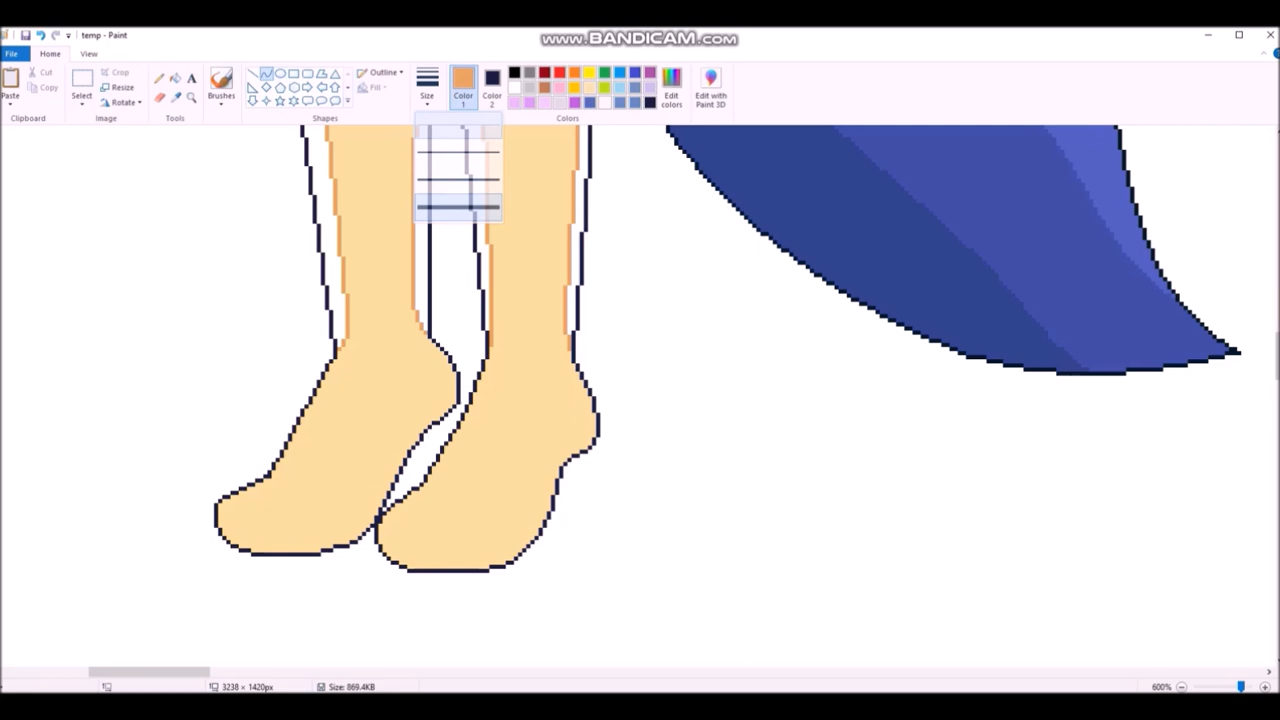 www.BANDICAM.com
temp - Paint
File
Home
View
Paste
Cut
Copy
Clipboard
Select
Crop
Resize
Rotate
Image
A
Tools
Brushes
Outline
Fill
Shapes
Size
Color
1
Color
2
Edit
colors
Edit with
Paint 3D
Colors
3238 × 1420px
Size: 869.4KB
600%